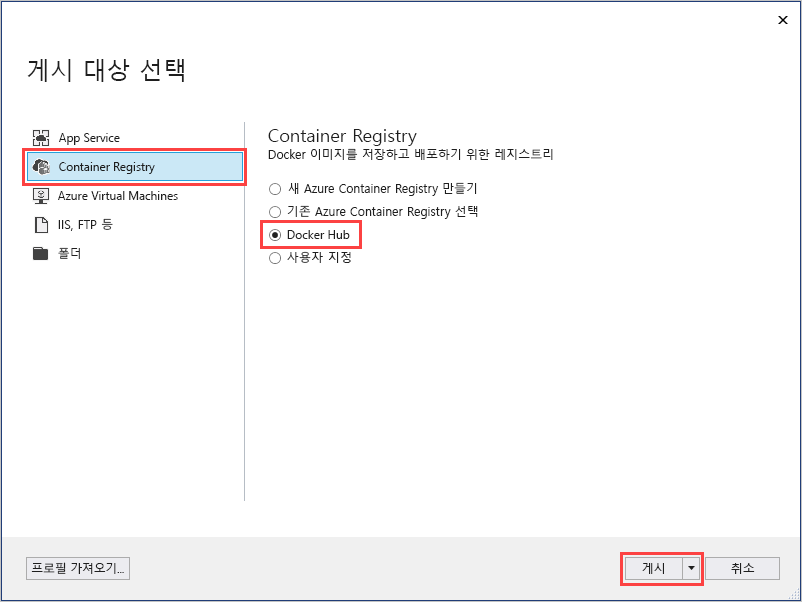 게시 대상 선택
App Service
Container Registry
Azure Virtual Machines
IIS, FTP 등
폴더
Container Registry
Docker 이미지를 저장하고 배포하기 위한 레지스트리
새 Azure Container Registry 만들기
기존 Azure Container Registry 선택
Docker Hub
사용자 지정
프로필 가져오기...
게시
취소